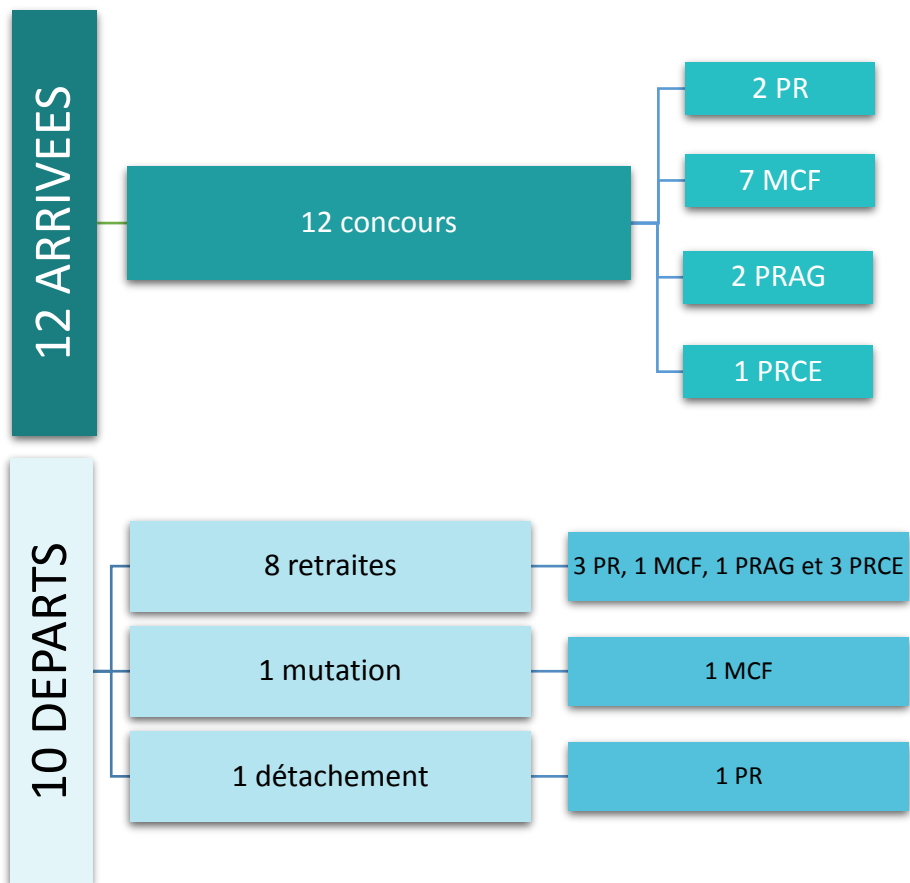 12 ARRIVEES
12 concours
2 PR
7 MCF
2 PRAG
1 PRCE
10 DEPARTS
8 retraites
3 PR, 1 MCF, 1 PRAG et 3 PRCE
1 mutation
1 MCF
1 détachement
1 PR